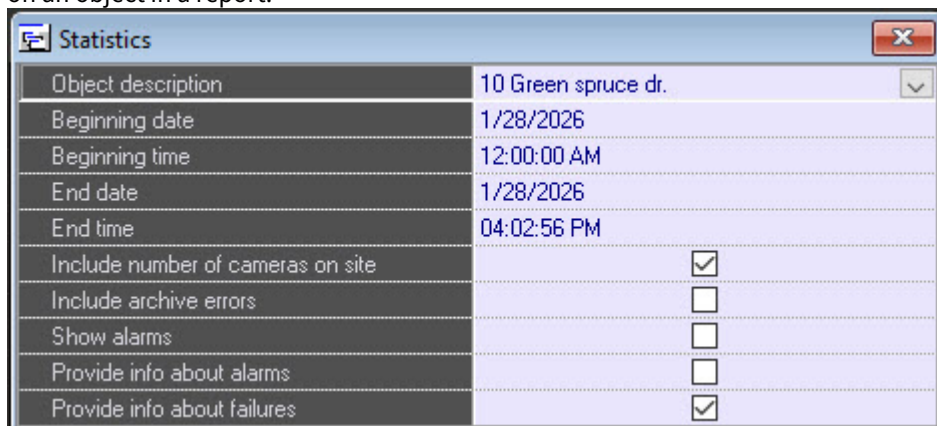 on an object in a report.
Statistics
Object description 10 Green spruce dr.
Beginning date 1/28/2026
Beginning time 12:00:00 AM
End date 1/28/2026
End time 04:02:56 PM
Include number of cameras on site
Include archive errors
Show alarms
Provide info about alarms
Provide info about failures